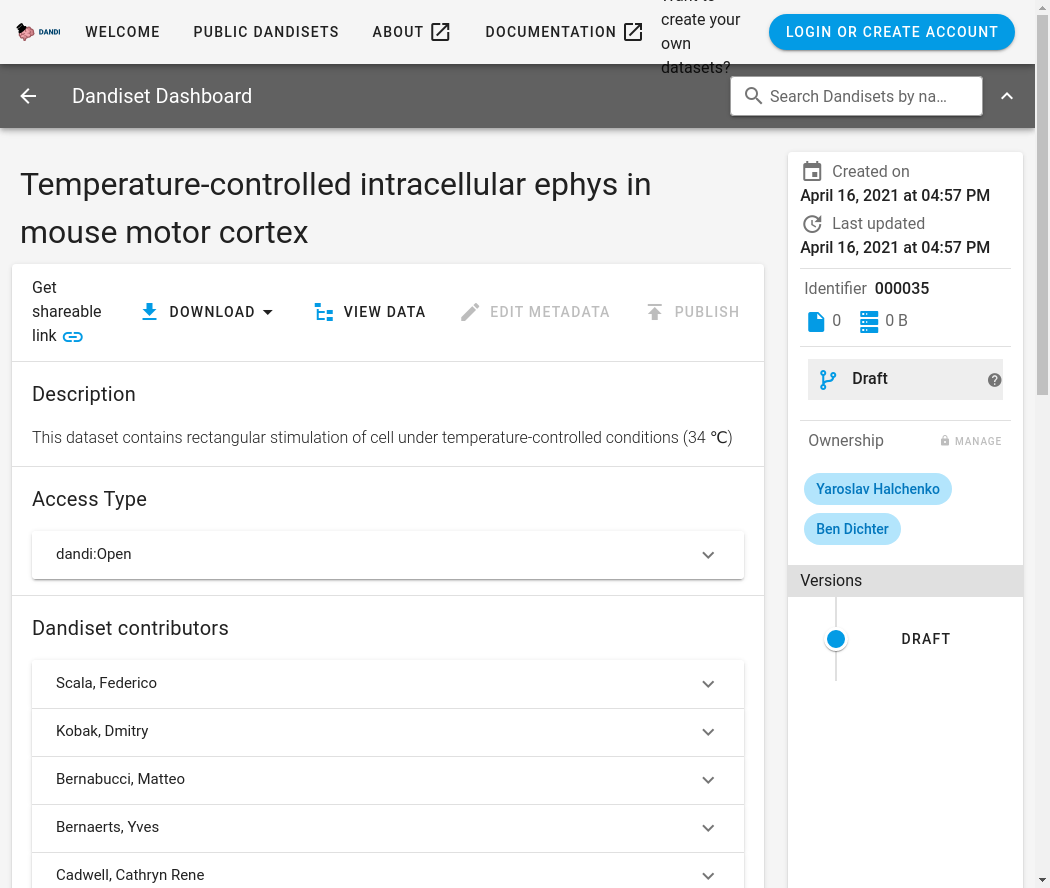 DANDI
WELCOME
PUBLIC DANDISETS
ABOUT
DOCUMENTATION
Want to
create your
own
datasets?
LOGIN OR CREATE ACCOUNT
Dandiset Dashboard
Search Dandisets by na…
Temperature-controlled intracellular ephys in
mouse motor cortex
Get
shareable
link
DOWNLOAD
VIEW DATA
EDIT METADATA
PUBLISH
Description
This dataset contains rectangular stimulation of cell under temperature-controlled conditions (34 ℃)
Access Type
dandi:Open
Dandiset contributors
Scala, Federico
Kobak, Dmitry
Bernabucci, Matteo
Bernaerts, Yves
Cadwell, Cathryn Rene
Created on
April 16, 2021 at 04:57 PM
Last updated
April 16, 2021 at 04:57 PM
Identifier 000035
0
0 B
Draft
?
Ownership
MANAGE
Yaroslav Halchenko
Ben Dichter
Versions
DRAFT